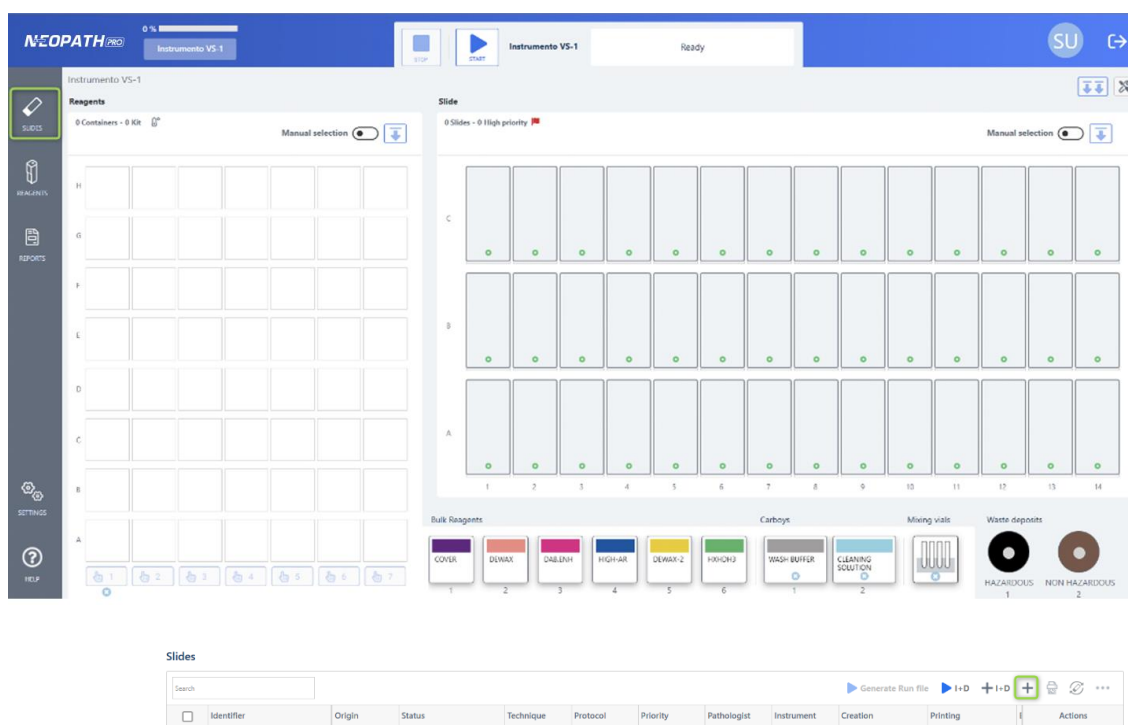 NEOPATH PRO
0 %
Instrumento VS-1
STOP
START
Instrumento VS-1
Ready
SU
Instrumento VS-1
SLIDES
REAGENTS
REPORTS
SETTINGS
HELP
Reagents
0 Containers - 0 Kit
Manual selection
H
G
F
E
D
C
B
A
1 2 3 4 5 6 7
Slide
0 Slides - 0 High priority
Manual selection
C
B
A
1 2 3 4 5 6 7 8 9 10 11 12 13 14
Bulk Reagents
COVER DEWAX DAB.ENH HIGH-AR DEWAX-2 HXHOH3
1 2 3 4 5 6
Carboys
WASH BUFFER CLEANING SOLUTION
1 2
Mixing vials
Waste deposits
HAZARDOUS NON HAZARDOUS
1 2
Slides
Search
Generate Run file I+D I+D
Identifier Origin Status Technique Protocol Priority Pathologist Instrument Creation Printing I Actions